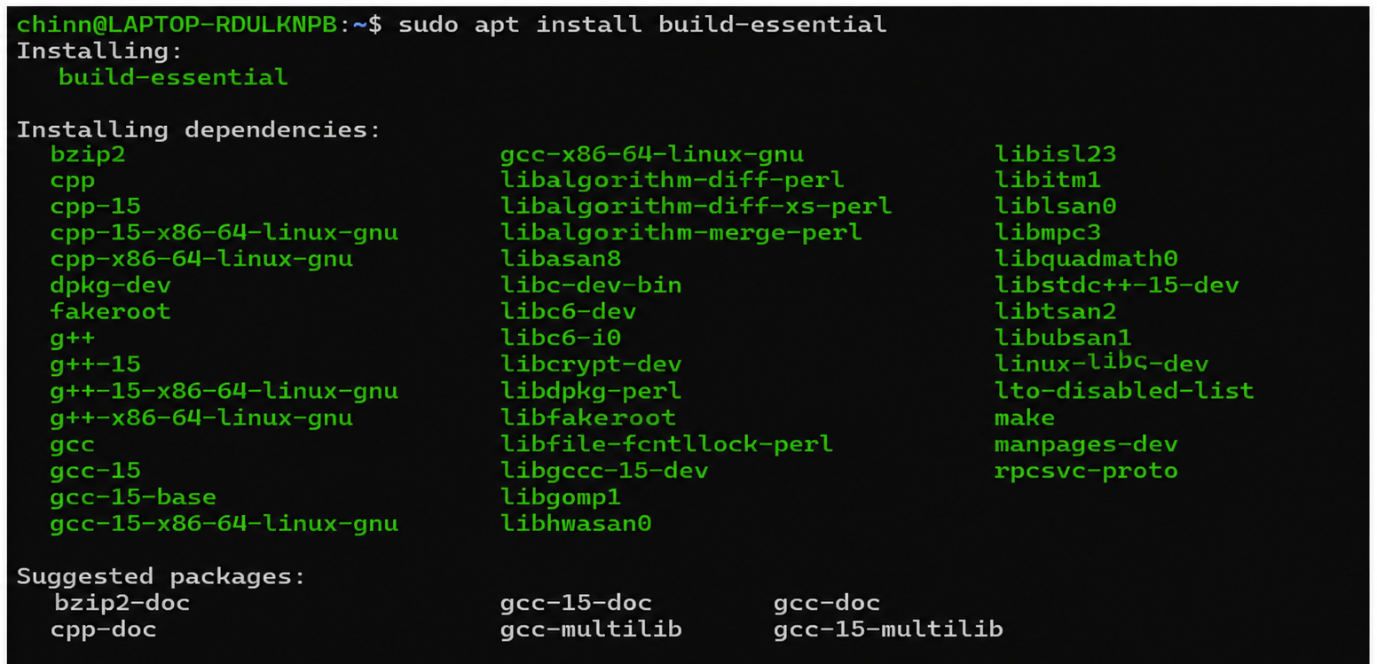 chinn@LAPTOP-RDULKNPB:~$ sudo apt install build-essential
Installing:
build-essential
Installing dependencies:
bzip2 gcc-x86-64-linux-gnu libisl23
cpp libalgorithm-diff-perl libitm1
cpp-15 libalgorithm-diff-xs-perl liblsan0
cpp-15-x86-64-linux-gnu libalgorithm-merge-perl libmpc3
cpp-x86-64-linux-gnu libasan8 libquadmath0
dpkg-dev libc-dev-bin libstdc++-15-dev
fakeroot libc6-dev libtsan2
g++ libc6-i0 libubsan1
g++-15 libcrypt-dev linux-libc-dev
g++-15-x86-64-linux-gnu libdpkg-perl lto-disabled-list
g++-x86-64-linux-gnu libfakeroot make
gcc libfile-fcntllock-perl manpages-dev
gcc-15 libgccc-15-dev rpcsvc-proto
gcc-15-base libgomp1
gcc-15-x86-64-linux-gnu libhwasan0
Suggested packages:
bzip2-doc gcc-15-doc gcc-doc
cpp-doc gcc-multilib gcc-15-multilib